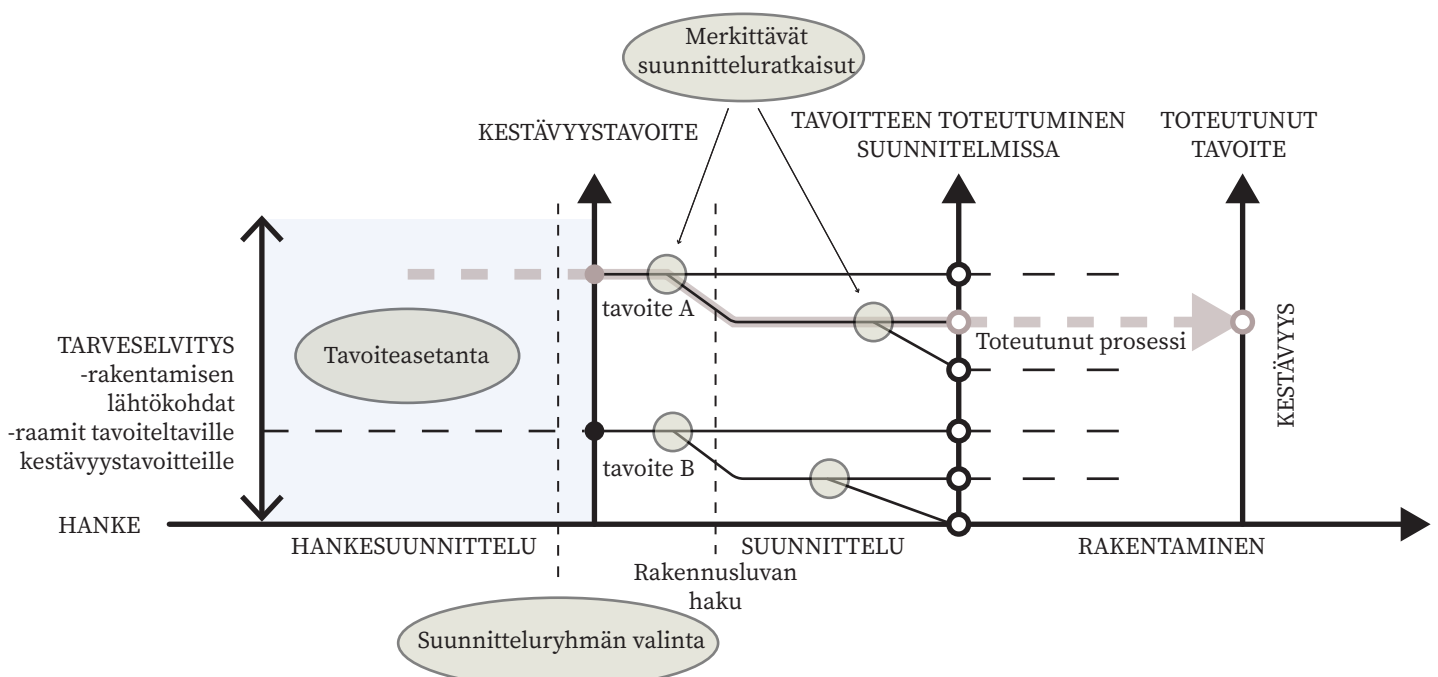 Merkittävät
suunnitteluratkaisut
KESTÄVYYSTAVOITE
TAVOITTEEN TOTEUTUMINEN
SUUNNITELMISSA
TOTEUTUNUT
TAVOITE
tavoite A
Tavoiteasetanta
Toteutunut prosessi
KESTÄVYYS
TARVESELVITYS
-rakentamisen
lähtökohdat
-raamit tavoiteltaville
kestävyystavoitteille
tavoite B
HANKE
HANKESUUNNITTELU
SUUNNITTELU
RAKENTAMINEN
Rakennusluvan
haku
Suunnitteluryhmän valinta